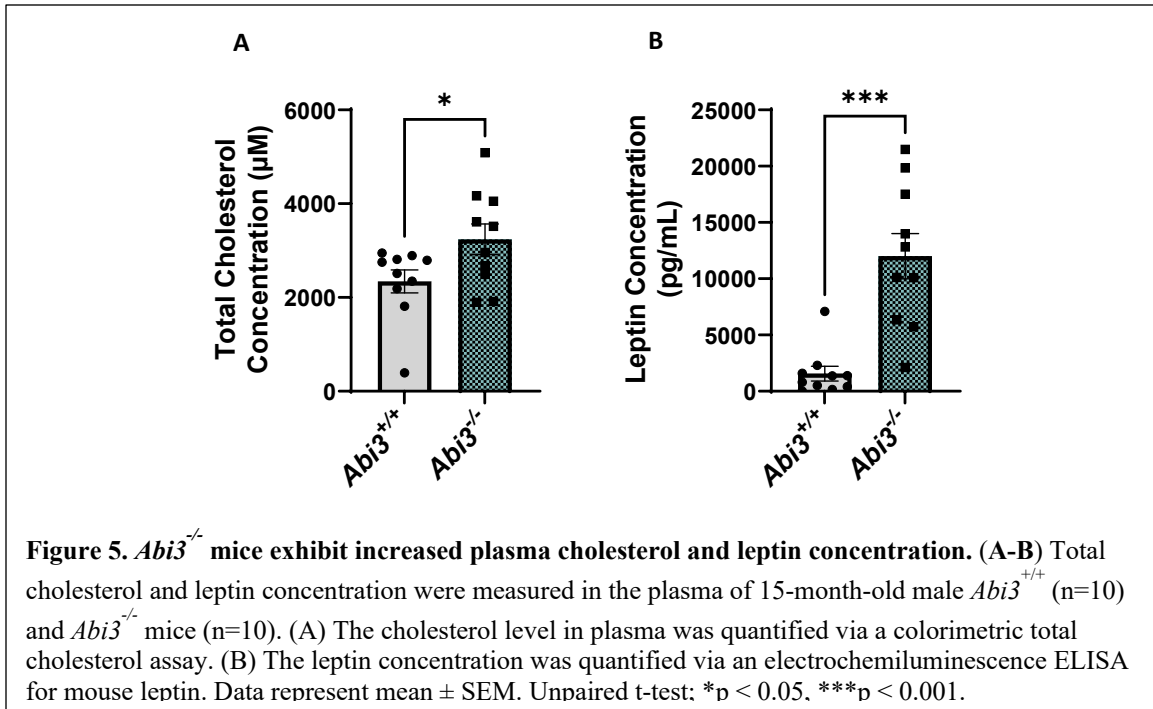 A
B
*
***
6000
4000
2000
0
Total Cholesterol
Concentration (µM)
Abi3+/+
Abi3-/-
25000
20000
15000
10000
5000
0
Leptin Concentration
(pg/mL)
Abi3+/+
Abi3-/-
Figure 5. Abi3-/- mice exhibit increased plasma cholesterol and leptin concentration. (A-B) Total
cholesterol and leptin concentration were measured in the plasma of 15-month-old male Abi3+/+ (n=10)
and Abi3-/- mice (n=10). (A) The cholesterol level in plasma was quantified via a colorimetric total
cholesterol assay. (B) The leptin concentration was quantified via an electrochemiluminescence ELISA
for mouse leptin. Data represent mean ± SEM. Unpaired t-test; *p < 0.05, ***p < 0.001.